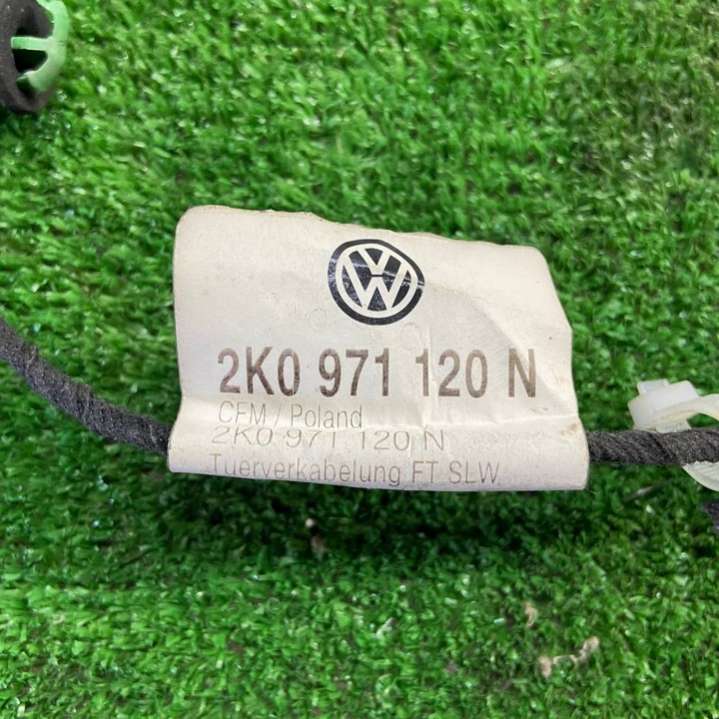 2K0 971 120 N
CFM / Poland
2K0 971 120 N
Tuerverkabelung FT SLW